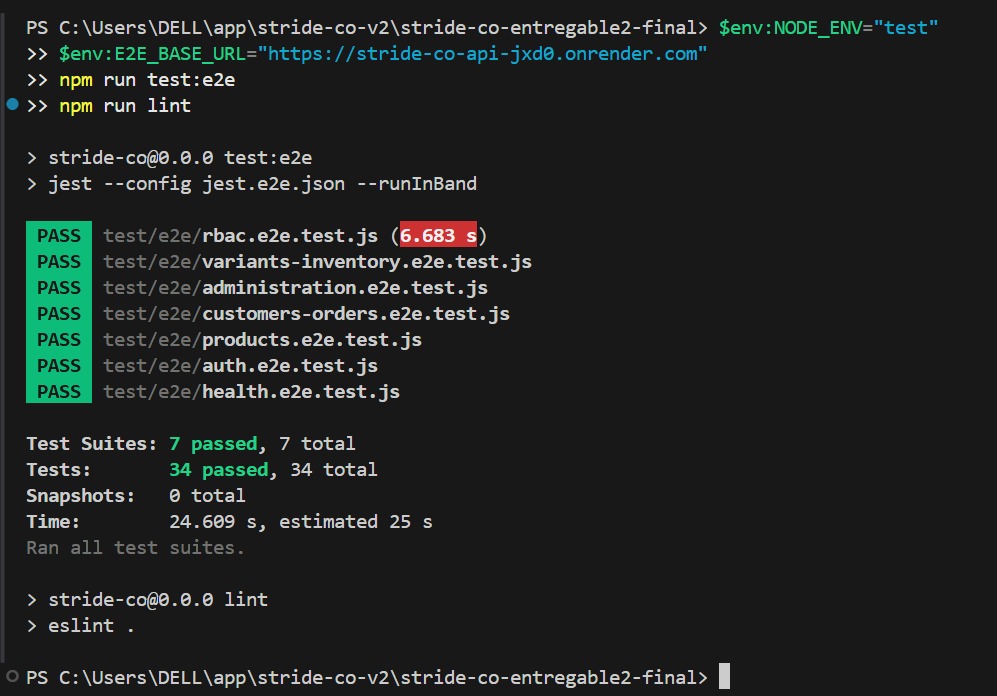 PS C:\Users\DELL\app\stride-co-v2\stride-co-entregable2-final> $env:NODE_ENV="test"
>> $env:E2E_BASE_URL="https://stride-co-api-jxd0.onrender.com"
>> npm run test:e2e
>> npm run lint
> stride-co@0.0.0 test:e2e
> jest --config jest.e2e.json --runInBand
PASS test/e2e/rbac.e2e.test.js (6.683 s)
PASS test/e2e/variants-inventory.e2e.test.js
PASS test/e2e/administration.e2e.test.js
PASS test/e2e/customers-orders.e2e.test.js
PASS test/e2e/products.e2e.test.js
PASS test/e2e/auth.e2e.test.js
PASS test/e2e/health.e2e.test.js
Test Suites: 7 passed, 7 total
Tests: 34 passed, 34 total
Snapshots: 0 total
Time: 24.609 s, estimated 25 s
Ran all test suites.
> stride-co@0.0.0 lint
> eslint .
PS C:\Users\DELL\app\stride-co-v2\stride-co-entregable2-final>